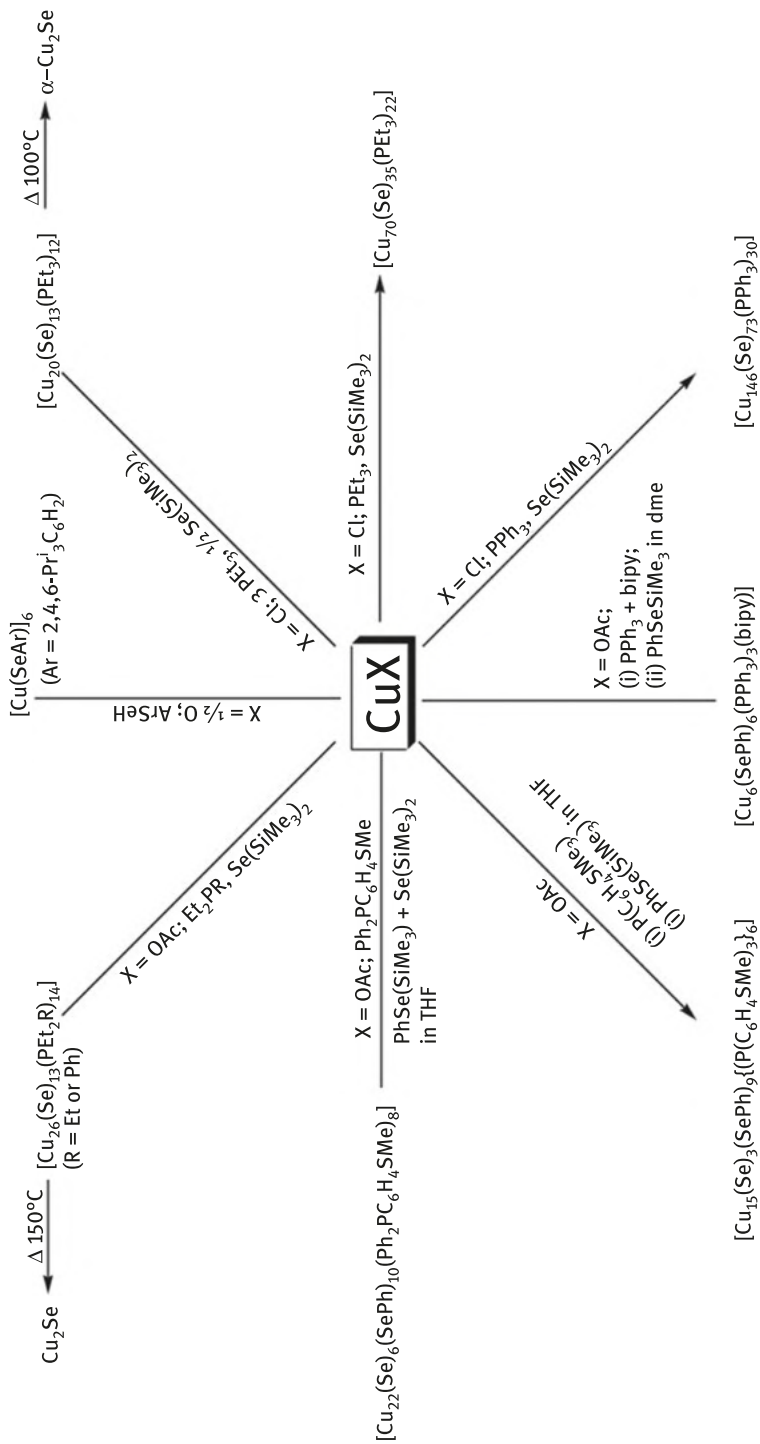 Cu₂Se
Δ 150°C
[Cu₂₆(Se)₁₃(PEt₂R)₁₄]
(R = Et or Ph)
X = OAc; Et₂PR, Se(SiMe₃)₂
[Cu(SeAr)]₆
(Ar = 2,4,6-Prⁱ₃C₆H₂)
X = ½ O; ArSeH
[Cu₂₀(Se)₁₃(PEt₃)₁₂]
Δ 100°C
α–Cu₂Se
X = Cl; 3 PEt₃, ½ Se(SiMe₃)₂
[Cu₂₂(Se)₆(SePh)₁₀(Ph₂PC₆H₄SMe)₈]
X = OAc; Ph₂PC₆H₄SMe
PhSe(SiMe₃) + Se(SiMe₃)₂
in THF
CuX
X = Cl; PEt₃, Se(SiMe₃)₂
[Cu₇₀(Se)₃₅(PEt₃)₂₂]
[Cu₁₅(Se)₃(SePh)₉{(P(C₆H₄SMe)₃}₆]
X = OAc
(i) P(C₆H₄SMe₃)
(i) PhSe(SiMe₃) in THF
X = OAc;
(i) PPh₃ + bipy;
(ii) PhSeSiMe₃ in dme
[Cu₆(SePh)₆(PPh₃)₃(bipy)]
X = Cl; PPh₃, Se(SiMe₃)₂
[Cu₁₄₆(Se)₇₃(PPh₃)₃₀]